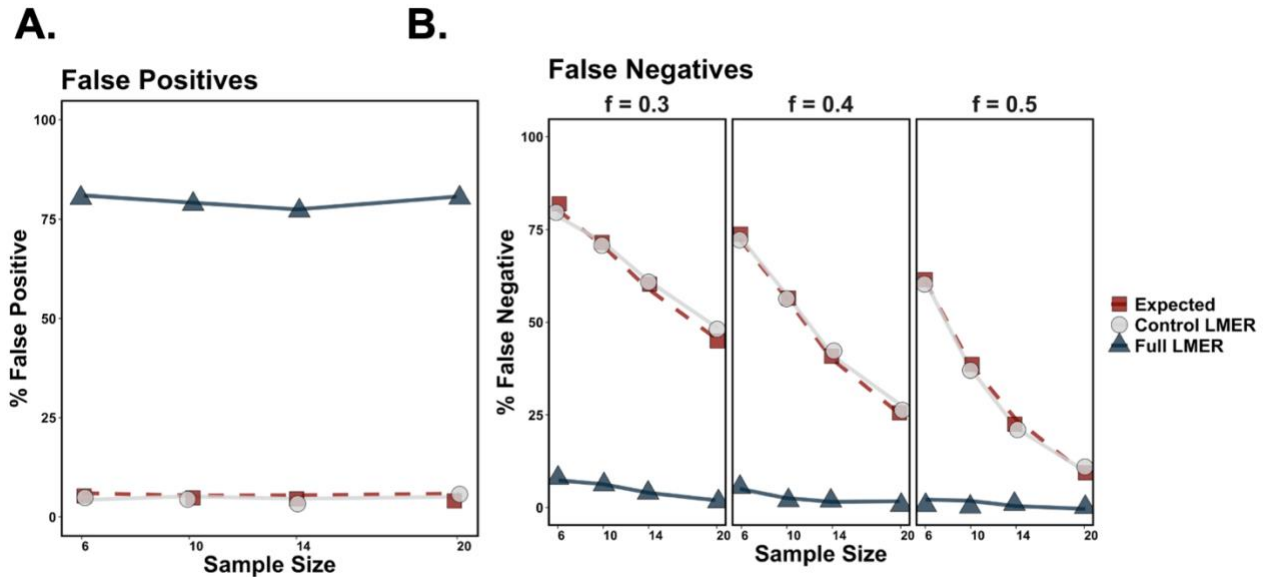 A.
False Positives
% False Positive
100
75
50
25
0
6 10 14 20
Sample Size
B.
False Negatives
f = 0.3 f = 0.4 f = 0.5
% False Negative
100
75
50
25
0
6 10 14 20 6 10 14 20 6 10 14 20
Sample Size
Expected
Control LMER
Full LMER